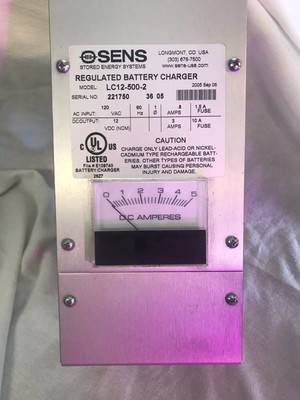 SENS
STORED ENERGY SYSTEMS
LONGMONT, CO USA
(303) 678-7500
www.sens-usa.com
REGULATED BATTERY CHARGER
MODEL: LC12-500-2
2005 Sep 06
SERIAL NO: 221750 36 05
AC INPUT: 120 VAC 60 Hz 1 Ø .8 AMPS 1.5 A FUSE
DC OUTPUT: 12 VDC (NOM) 3 AMPS 10 A FUSE
C UL US
LISTED
BATTERY CHARGER
2627
CAUTION
CHARGE ONLY LEAD-ACID OR NICKEL-
CADMIUM TYPE RECHARGEABLE BATT-
ERIES. OTHER TYPES OF BATTERIES
MAY BURST CAUSING PERSONAL
INJURY AND DAMAGE.
0 1 2 3 4 5
D.C. AMPERES